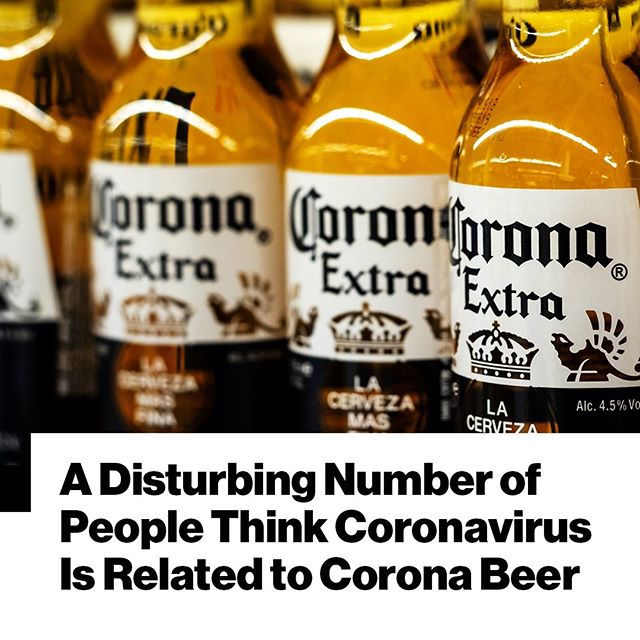 Corona
Extra
LA
CERVEZA
MAS
FINA
Corona
Extra
LA
CERVEZA
MAS
Corona®
Extra
LA
CERVEZA
Alc. 4.5% Vo
A Disturbing Number of
People Think Coronavirus
Is Related to Corona Beer